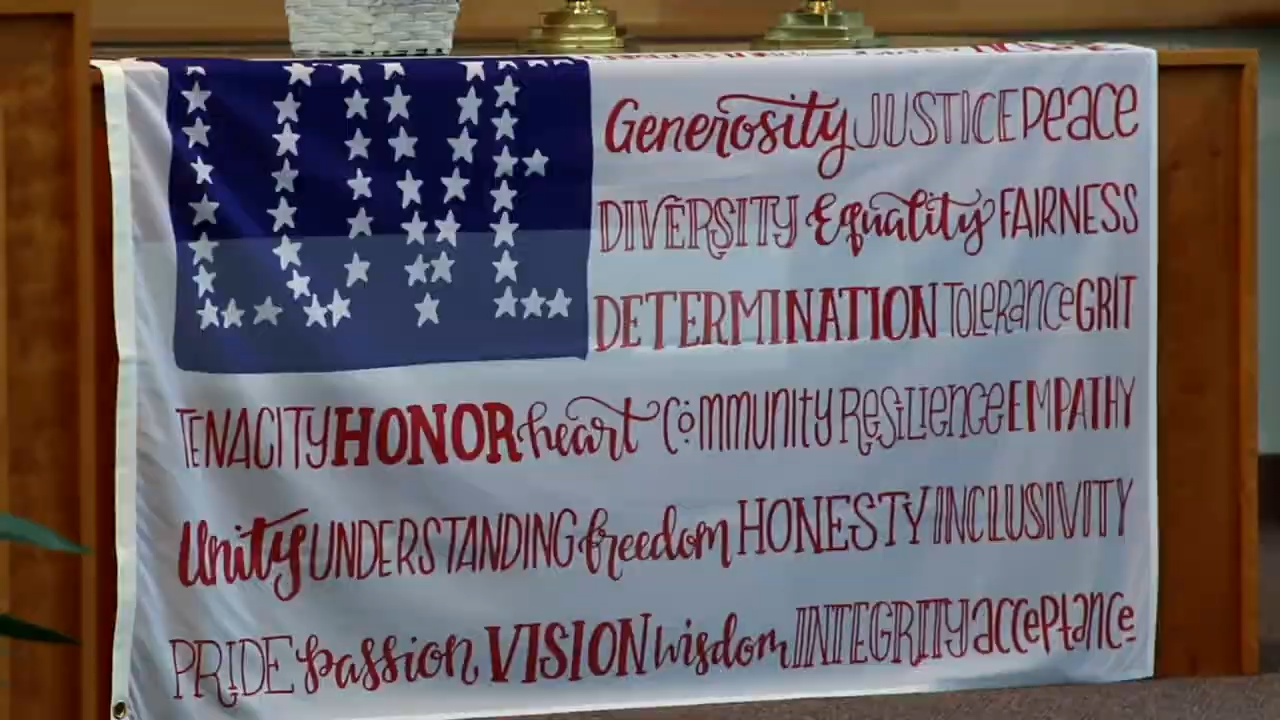 LOVE
Generosity JUSTICE Peace
DIVERSITY Equality FAIRNESS
DETERMINATION TOLERANCE GRIT
TENACITY HONOR heart COMMUNITY RESILIENCE EMPATHY
Unity UNDERSTANDING freedom HONESTY INCLUSIVITY
PRIDE passion VISION wisdom INTEGRITY acceptance